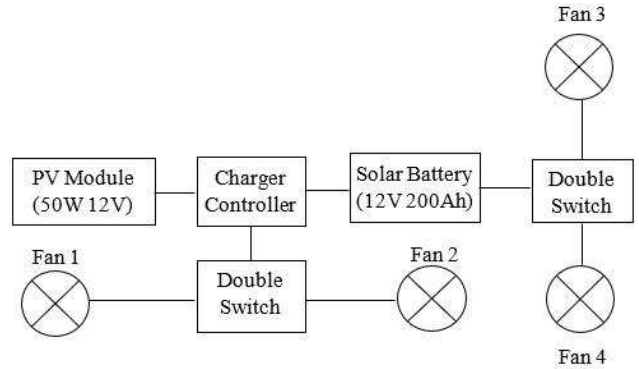 Fan 3
PV Module
(50W 12V)
Charger
Controller
Solar Battery
(12V 200Ah)
Double
Switch
Fan 1
Double
Switch
Fan 2
Fan 4